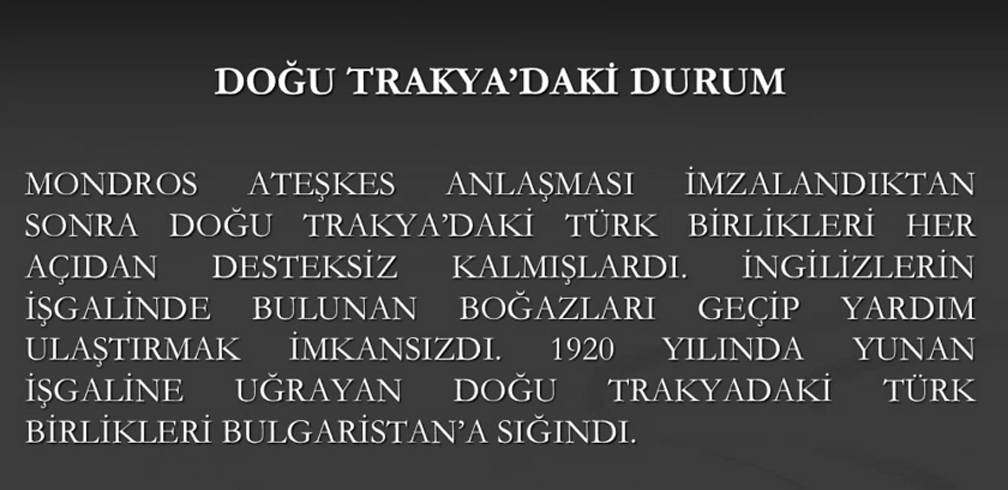 DOĞU TRAKYA’DAKİ DURUM
MONDROS ATEŞKES ANLAŞMASI İMZALANDIKTAN
SONRA DOĞU TRAKYA’DAKİ TÜRK BİRLİKLERİ HER
AÇIDAN DESTEKSİZ KALMIŞLARDI. İNGİLİZLERİN
İŞGALİNDE BULUNAN BOĞAZLARI GEÇİP YARDIM
ULAŞTIRMAK İMKANSIZDI. 1920 YILINDA YUNAN
İŞGALİNE UĞRAYAN DOĞU TRAKYADAKİ TÜRK
BİRLİKLERİ BULGARİSTAN’A SIĞINDI.